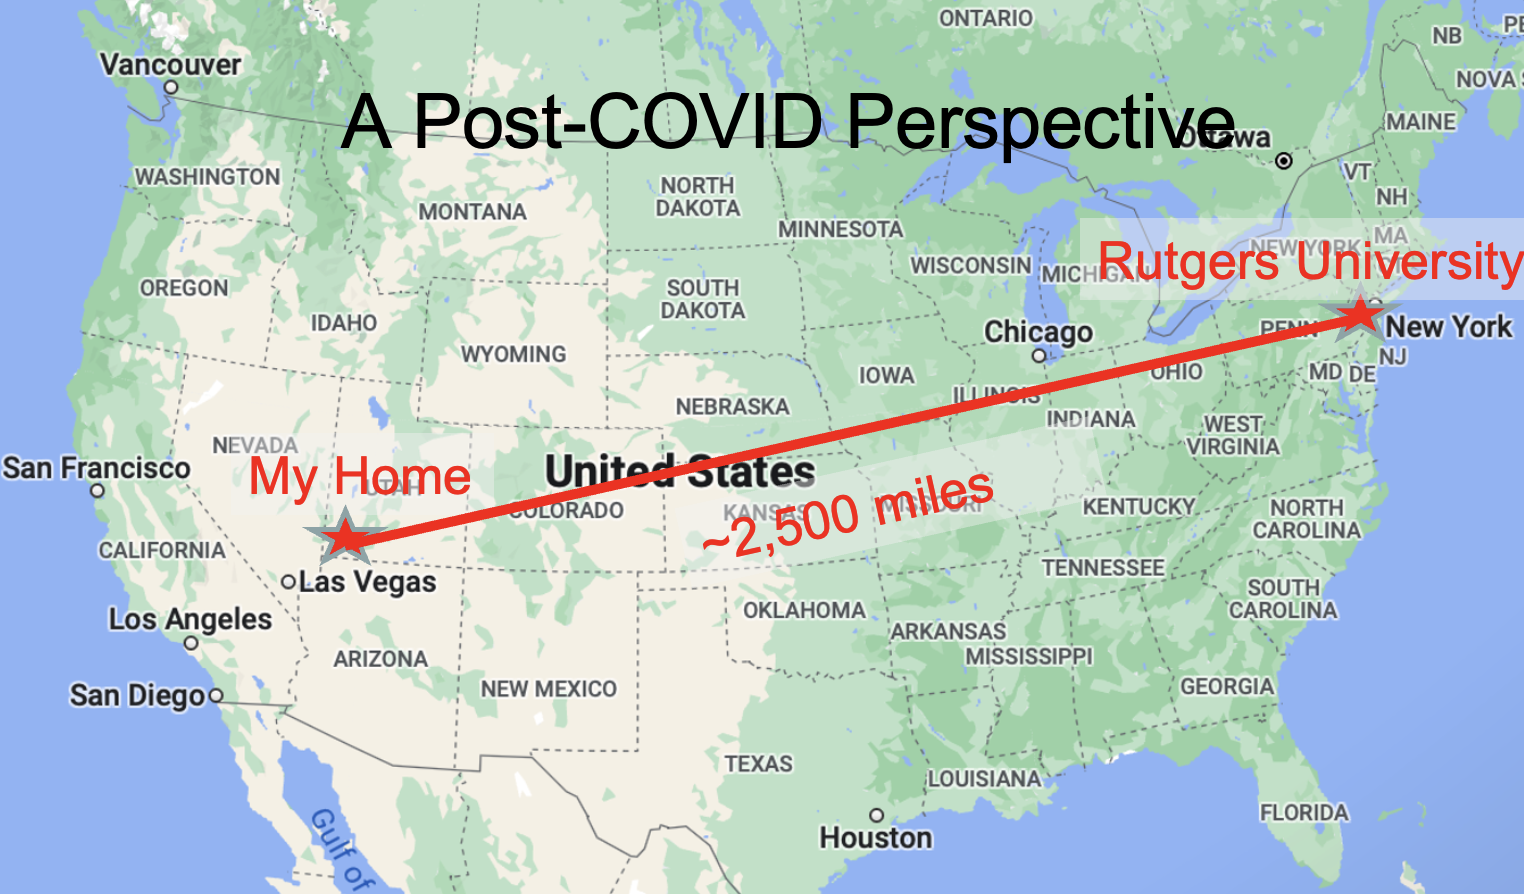 ONTARIO
NB
PE
Vancouver
NOVA S
A Post-COVID Perspective
MAINE
Ottawa
WASHINGTON
VT
NORTH
DAKOTA
NH
MONTANA
MINNESOTA
MA
NEW YORK
Rutgers University
WISCONSIN
MICHIGAN
OREGON
SOUTH
DAKOTA
IDAHO
Chicago
PENN
New York
WYOMING
NJ
IOWA
OHIO
MD
DE
ILLINOIS
NEBRASKA
INDIANA
WEST
VIRGINIA
NEVADA
San Francisco
My Home
UTAH
United States
COLORADO
KANSAS
MISSOURI
~2,500 miles
KENTUCKY
NORTH
CAROLINA
CALIFORNIA
Las Vegas
TENNESSEE
SOUTH
CAROLINA
Los Angeles
OKLAHOMA
ARKANSAS
MISSISSIPPI
ARIZONA
San Diego
NEW MEXICO
GEORGIA
TEXAS
LOUISIANA
FLORIDA
Houston
Gulf of